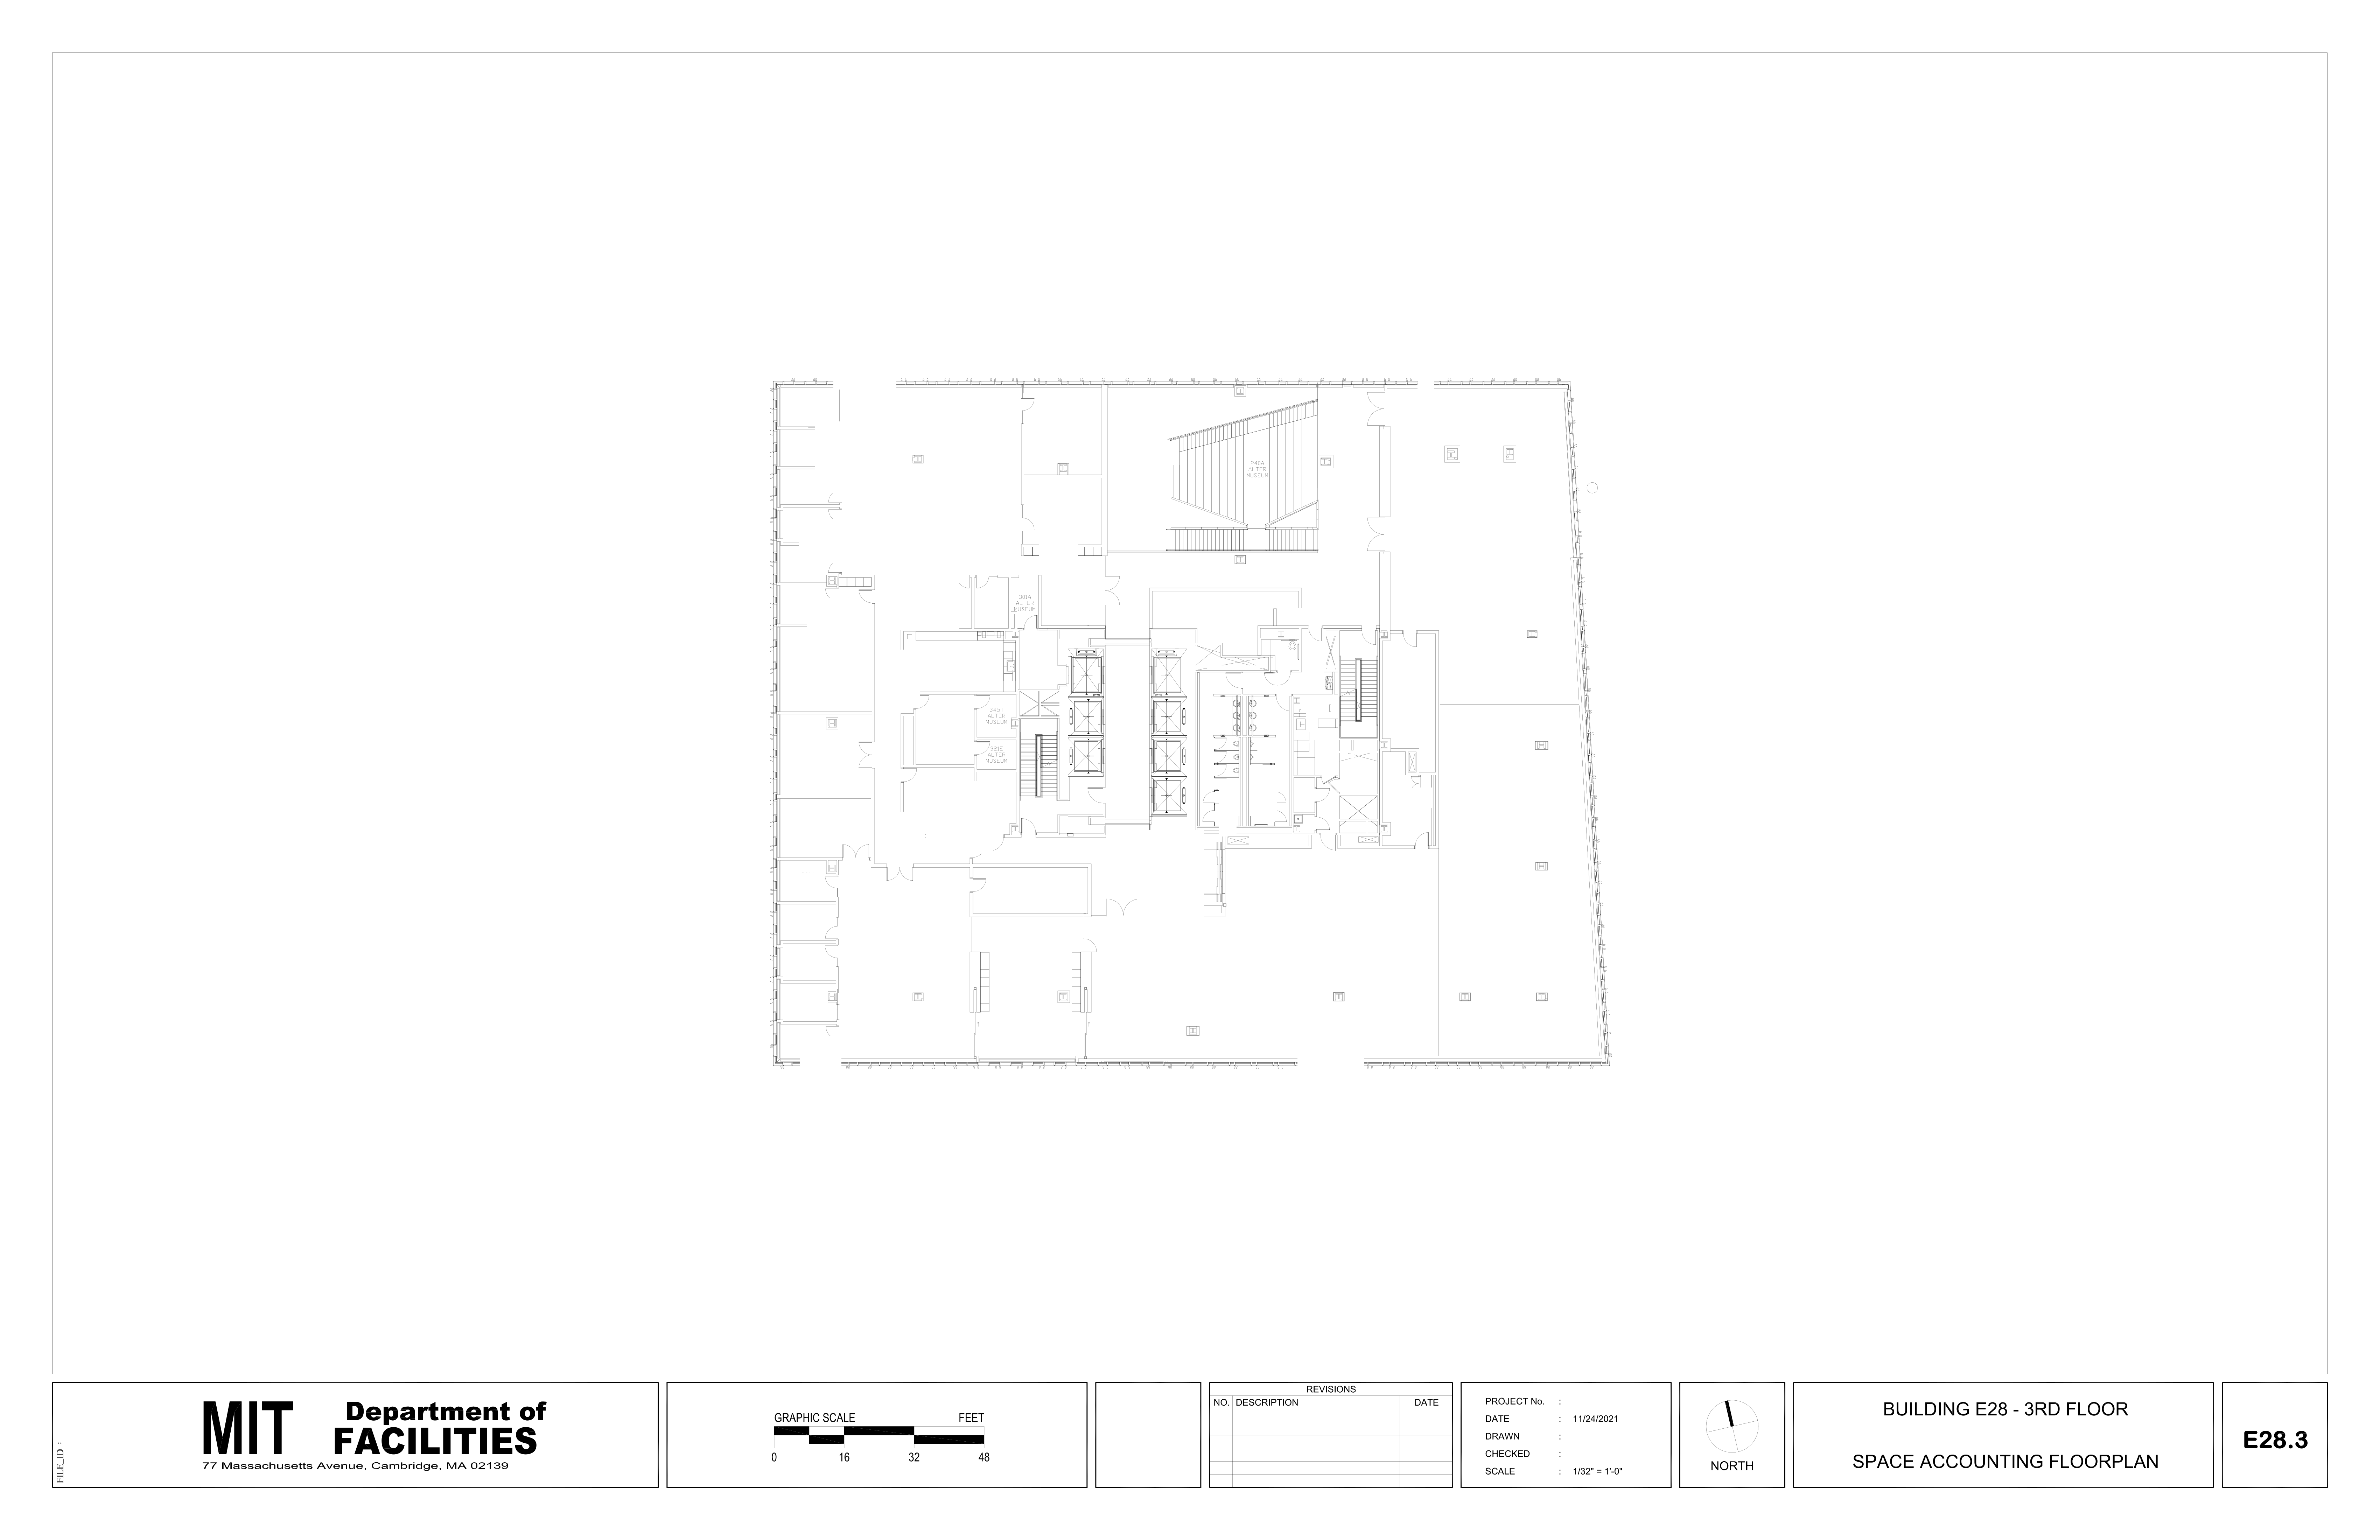 240A
ALTER
MUSEUM
301A
ALTER
MUSEUM
345T
ALTER
MUSEUM
ALTER
MUSEUM
FILE_ID :
MIT Department of
FACILITIES
77 Massachusetts Avenue, Cambridge, MA 02139
GRAPHIC SCALE FEET
0 16 32 48
REVISIONS
NO. DESCRIPTION DATE
PROJECT No. :
DATE : 11/24/2021
DRAWN :
CHECKED :
SCALE : 1/32" = 1'-0"
NORTH
BUILDING E28 - 3RD FLOOR
SPACE ACCOUNTING FLOORPLAN
E28.3